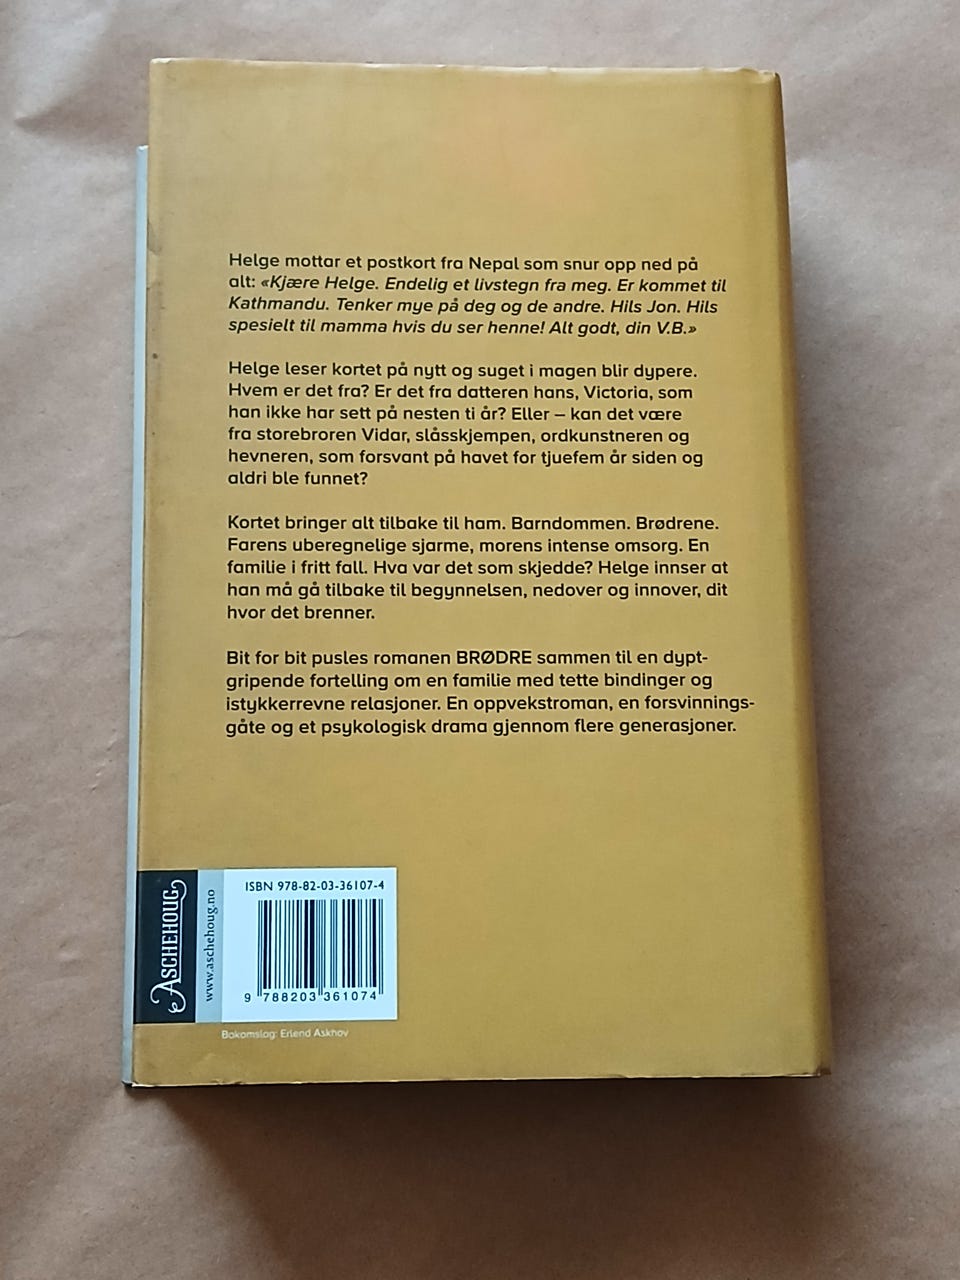 Helge mottar et postkort fra Nepal som snur opp ned på
alt: «Kjære Helge. Endelig et livstegn fra meg. Er kommet til
Kathmandu. Tenker mye på deg og de andre. Hils Jon. Hils
spesielt til mamma hvis du ser henne! Alt godt, din V.B.»
Helge leser kortet på nytt og suget i magen blir dypere.
Hvem er det fra? Er det fra datteren hans, Victoria, som
han ikke har sett på nesten ti år? Eller – kan det være
fra storebroren Vidar, slåsskjempen, ordkunstneren og
hevneren, som forsvant på havet for tjuefem år siden og
aldri ble funnet?
Kortet bringer alt tilbake til ham. Barndommen. Brødrene.
Farens uberegnelige sjarme, morens intense omsorg. En
familie i fritt fall. Hva var det som skjedde? Helge innser at
han må gå tilbake til begynnelsen, nedover og innover, dit
hvor det brenner.
Bit for bit pusles romanen BRØDRE sammen til en dypt-
gripende fortelling om en familie med tette bindinger og
istykkerrevne relasjoner. En oppvekstroman, en forsvinnings-
gåte og et psykologisk drama gjennom flere generasjoner.
ASCHEHOUG
www.aschehoug.no
ISBN 978-82-03-36107-4
9 788203 361074
Bokomslag: Erlend Askhov